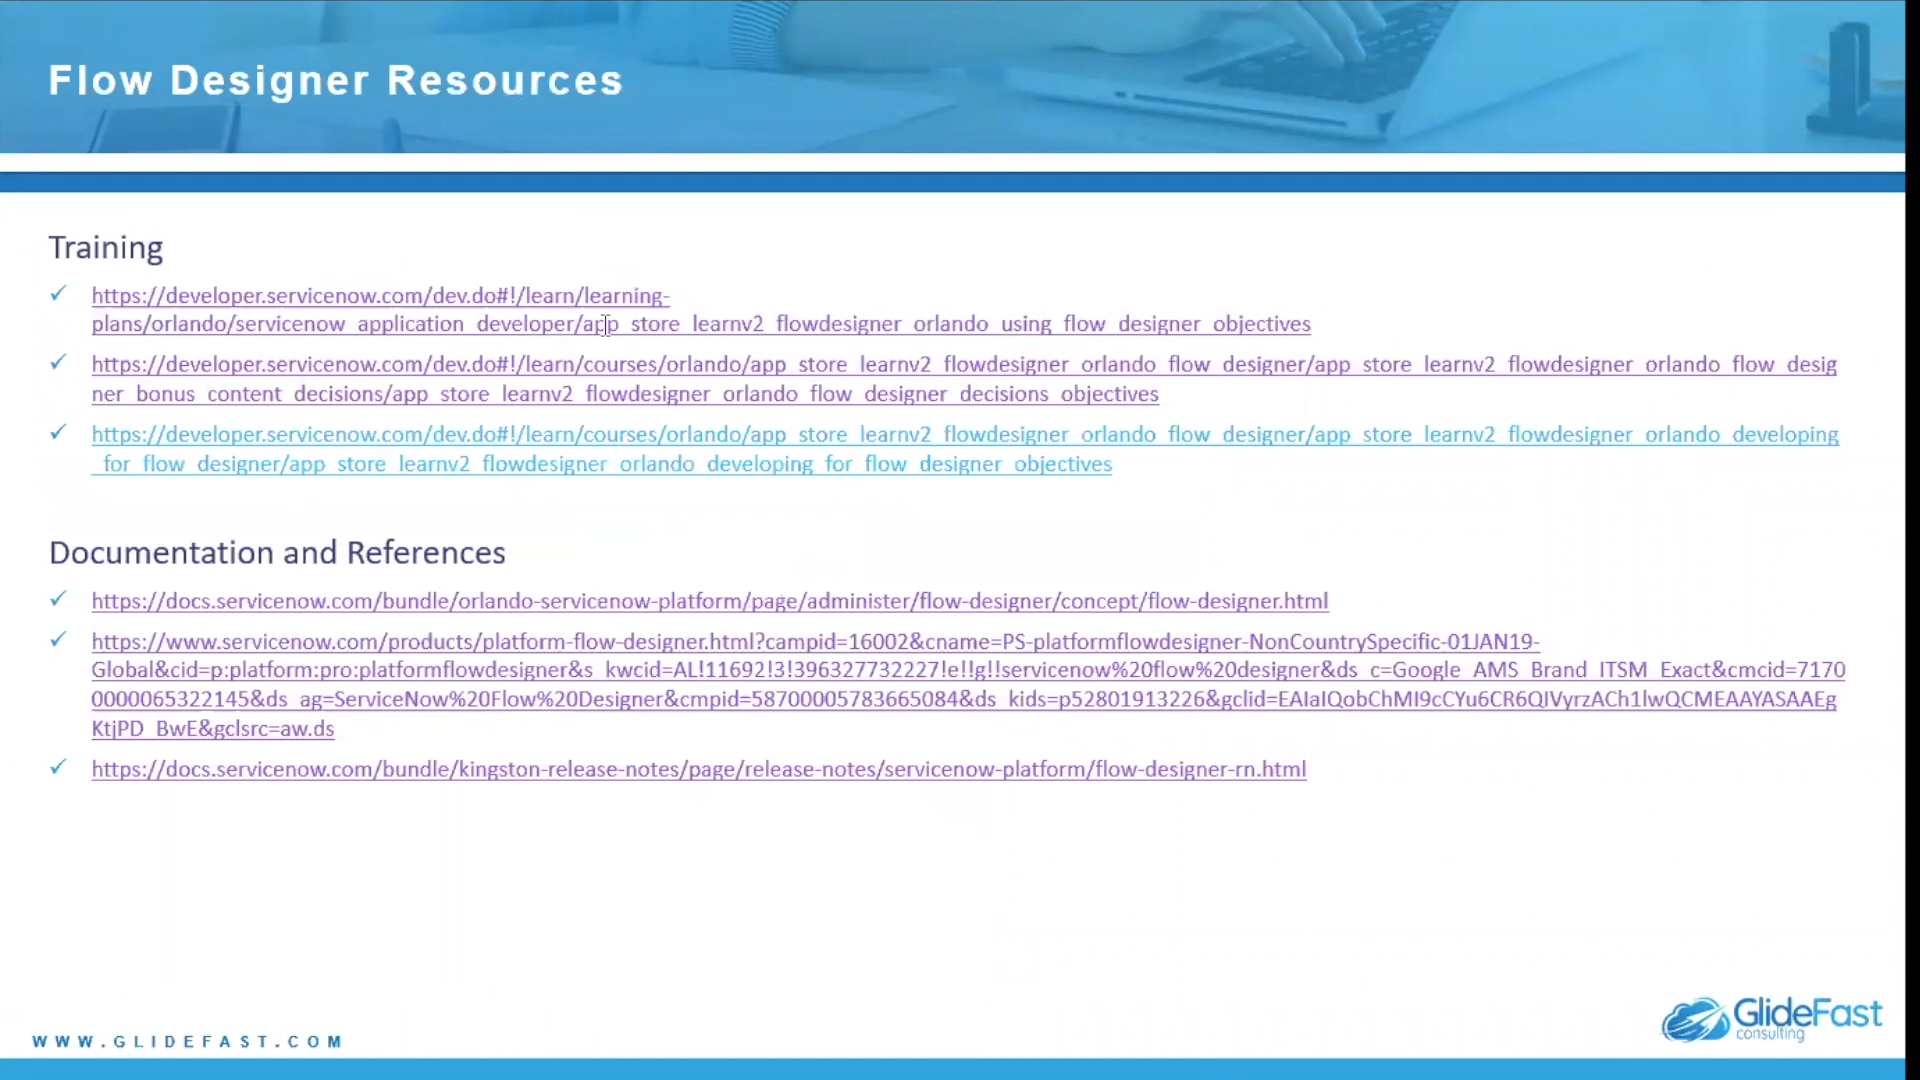 Flow Designer Resources
Training
https://developer.servicenow.com/dev.do#!/learn/learning-
plans/orlando/servicenow_application_developer/app_store_learnv2_flowdesigner_orlando_using_flow_designer_objectives
https://developer.servicenow.com/dev.do#!/learn/courses/orlando/app_store_learnv2_flowdesigner_orlando_flow_designer/app_store_learnv2_flowdesigner_orlando_flow_desig
ner_bonus_content_decisions/app_store_learnv2_flowdesigner_orlando_flow_designer_decisions_objectives
https://developer.servicenow.com/dev.do#!/learn/courses/orlando/app_store_learnv2_flowdesigner_orlando_flow_designer/app_store_learnv2_flowdesigner_orlando_developing
_for_flow_designer/app_store_learnv2_flowdesigner_orlando_developing_for_flow_designer_objectives
Documentation and References
https://docs.servicenow.com/bundle/orlando-servicenow-platform/page/administer/flow-designer/concept/flow-designer.html
https://www.servicenow.com/products/platform-flow-designer.html?campid=16002&cname=PS-platformflowdesigner-NonCountrySpecific-01JAN19-
Global&cid=p:platform:pro:platformflowdesigner&s_kwcid=AL!11692!3!396327732227!e!!g!!servicenow%20flow%20designer&ds_c=Google_AMS_Brand_ITSM_Exact&cmcid=7170
0000065322145&ds_ag=ServiceNow%20Flow%20Designer&cmpid=58700005783665084&ds_kids=p52801913226&gclid=EAIaIQobChMI9cCYu6CR6QIVyrzACh1lwQCMEAAYASAAEg
KtjPD_BwE&gclsrc=aw.ds
https://docs.servicenow.com/bundle/kingston-release-notes/page/release-notes/servicenow-platform/flow-designer-rn.html
WWW.GLIDEFAST.COM
GlideFast
consulting